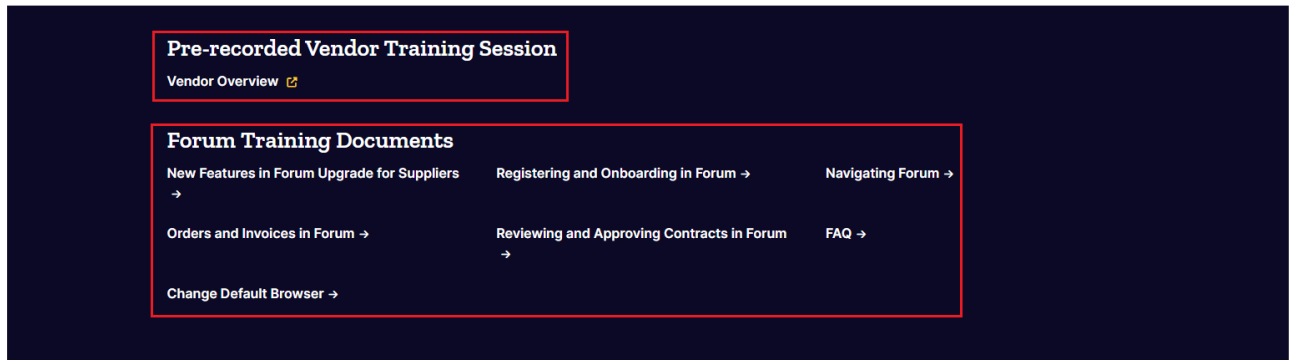 Pre-recorded Vendor Training Session
Vendor Overview
Forum Training Documents
New Features in Forum Upgrade for Suppliers →
Registering and Onboarding in Forum →
Navigating Forum →
Orders and Invoices in Forum →
Reviewing and Approving Contracts in Forum →
FAQ →
Change Default Browser →